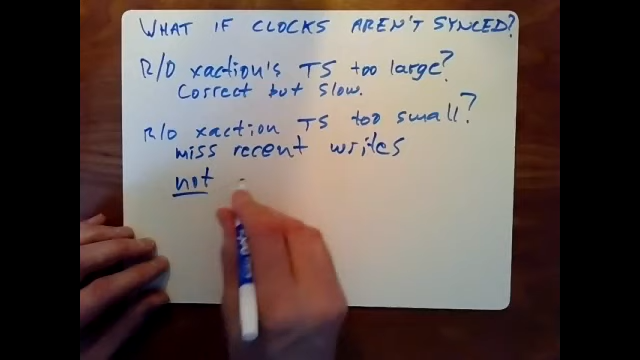 WHAT IF CLOCKS AREN'T SYNCED?
R/O xaction's TS too large?
Correct but slow.
R/O xaction TS too small?
miss recent writes
not